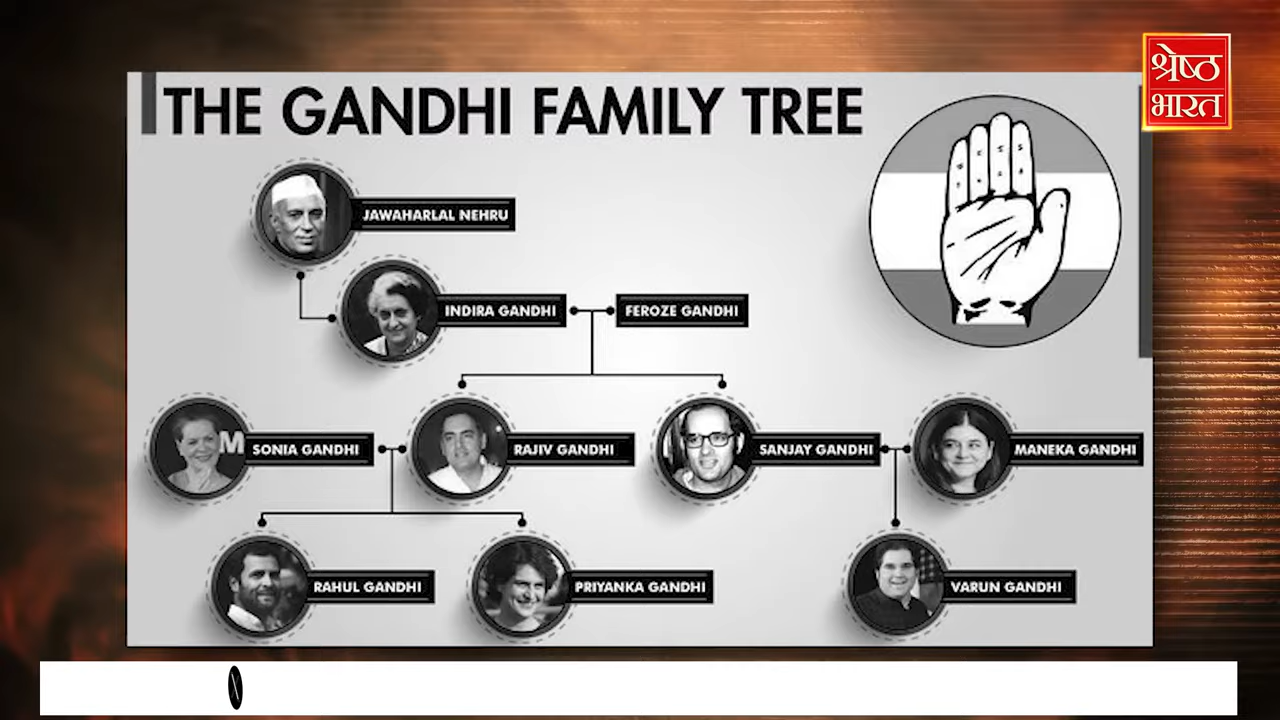 THE GANDHI FAMILY TREE
श्रेष्ठ
भारत
JAWAHARLAL NEHRU
INDIRA GANDHI
FEROZE GANDHI
M
SONIA GANDHI
RAJIV GANDHI
SANJAY GANDHI
MANEKA GANDHI
RAHUL GANDHI
PRIYANKA GANDHI
VARUN GANDHI